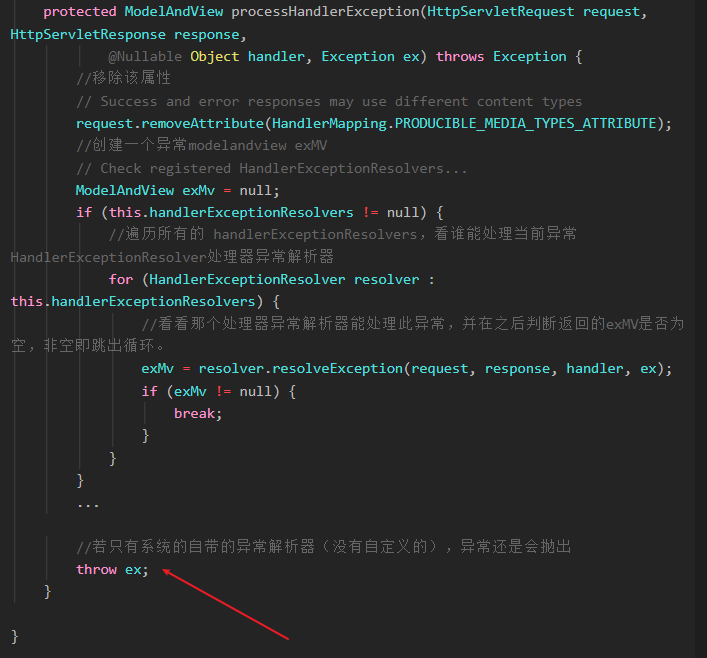 protected ModelAndView processHandlerException(HttpServletRequest request,
HttpServletResponse response,
@Nullable Object handler, Exception ex) throws Exception {
//移除该属性
// Success and error responses may use different content types
request.removeAttribute(HandlerMapping.PRODUCIBLE_MEDIA_TYPES_ATTRIBUTE);
//创建一个异常modelandview exMV
// Check registered HandlerExceptionResolvers...
ModelAndView exMv = null;
if (this.handlerExceptionResolvers != null) {
//遍历所有的 handlerExceptionResolvers，看谁能处理当前异常
HandlerExceptionResolver处理器异常解析器
for (HandlerExceptionResolver resolver :
this.handlerExceptionResolvers) {
//看看那个处理器异常解析器能处理此异常，并在之后判断返回的exMV是否为
空，非空即跳出循环。
exMv = resolver.resolveException(request, response, handler, ex);
if (exMv != null) {
break;
}
}
}
...
//若只有系统的自带的异常解析器（没有自定义的），异常还是会抛出
throw ex;
}
}